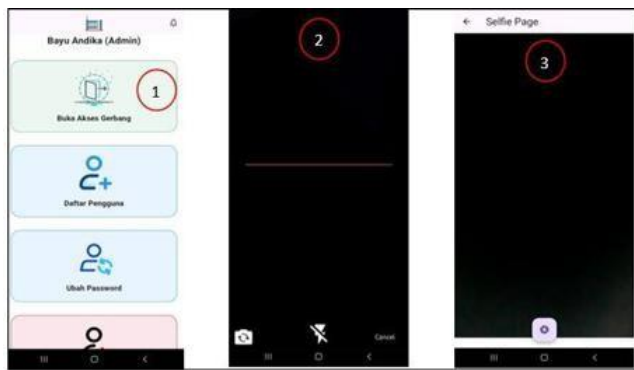 Bayu Andika (Admin)
1
Buka Akses Gerbang
Daftar Pengguna
Ubah Password
2
Cancel
Selfie Page
3